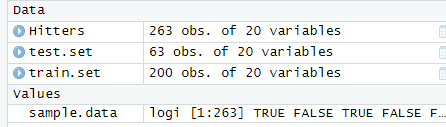 Data
Hitters 263 obs. of 20 variables
test.set 63 obs. of 20 variables
train.set 200 obs. of 20 variables
values
sample.data logi [1:263] TRUE FALSE TRUE FALSE F…